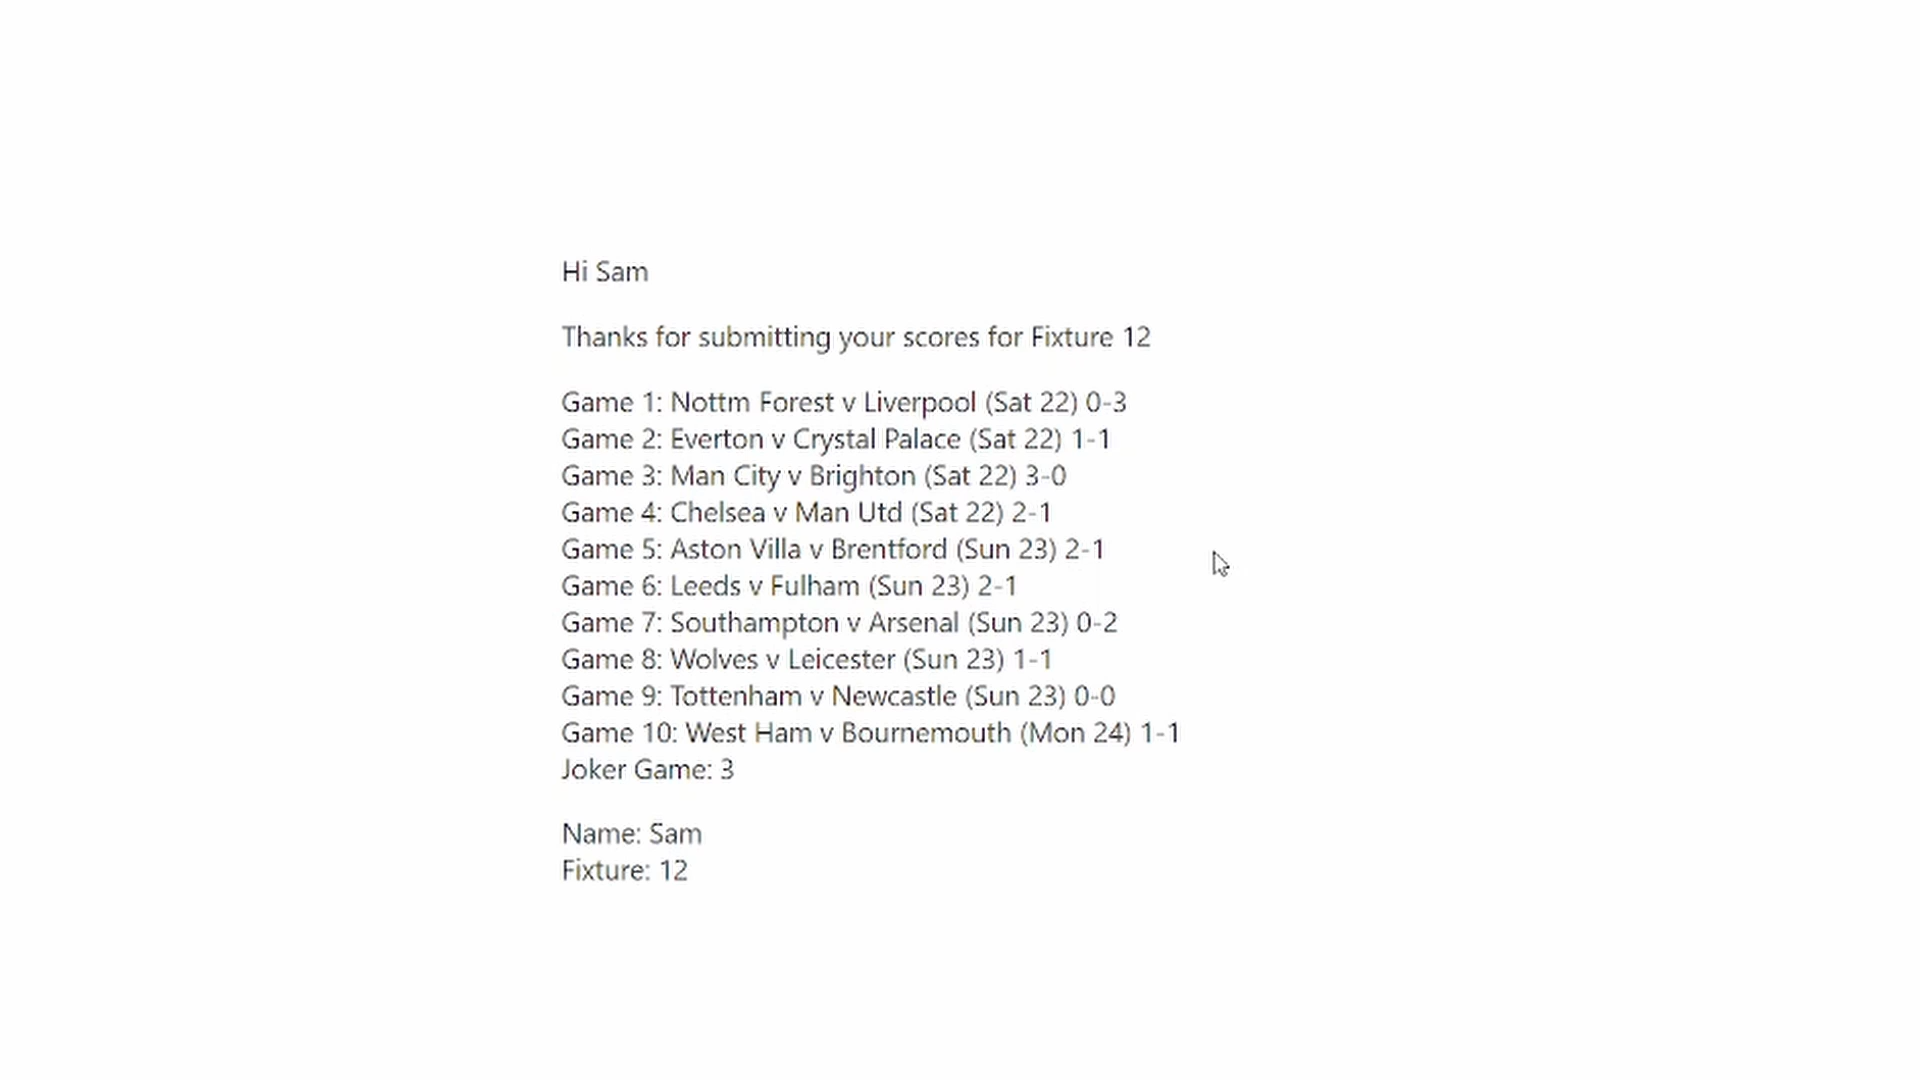 Hi Sam
Thanks for submitting your scores for Fixture 12
Game 1: Nottm Forest v Liverpool (Sat 22) 0-3
Game 2: Everton v Crystal Palace (Sat 22) 1-1
Game 3: Man City v Brighton (Sat 22) 3-0
Game 4: Chelsea v Man Utd (Sat 22) 2-1
Game 5: Aston Villa v Brentford (Sun 23) 2-1
Game 6: Leeds v Fulham (Sun 23) 2-1
Game 7: Southampton v Arsenal (Sun 23) 0-2
Game 8: Wolves v Leicester (Sun 23) 1-1
Game 9: Tottenham v Newcastle (Sun 23) 0-0
Game 10: West Ham v Bournemouth (Mon 24) 1-1
Joker Game: 3
Name: Sam
Fixture: 12